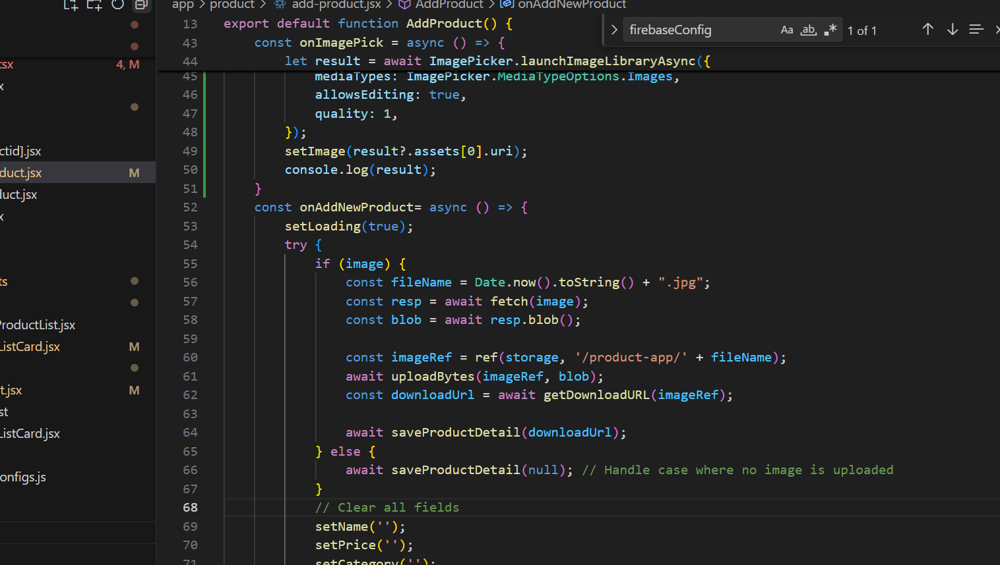 app > product > add-product.jsx > AddProduct > onAddNewProduct
firebaseConfig Aa ab .* 1 of 1
tsx 4, M
x
ctid].jsx
duct.jsx M
luct.jsx
x
ts
ProductList.jsx
ListCard.jsx M
t.jsx M
st
ListCard.jsx
onfigs.js
13 export default function AddProduct() {
43 const onImagePick = async () => {
44 let result = await ImagePicker.launchImageLibraryAsync({
45 mediaTypes: ImagePicker.MediaTypeOptions.Images,
46 allowsEditing: true,
47 quality: 1,
48 });
49 setImage(result?.assets[0].uri);
50 console.log(result);
51 }
52 const onAddNewProduct= async () => {
53 setLoading(true);
54 try {
55 if (image) {
56 const fileName = Date.now().toString() + ".jpg";
57 const resp = await fetch(image);
58 const blob = await resp.blob();
59
60 const imageRef = ref(storage, '/product-app/' + fileName);
61 await uploadBytes(imageRef, blob);
62 const downloadUrl = await getDownloadURL(imageRef);
63
64 await saveProductDetail(downloadUrl);
65 } else {
66 await saveProductDetail(null); // Handle case where no image is uploaded
67 }
68 // Clear all fields
69 setName('');
70 setPrice('');
71 setCategory('');